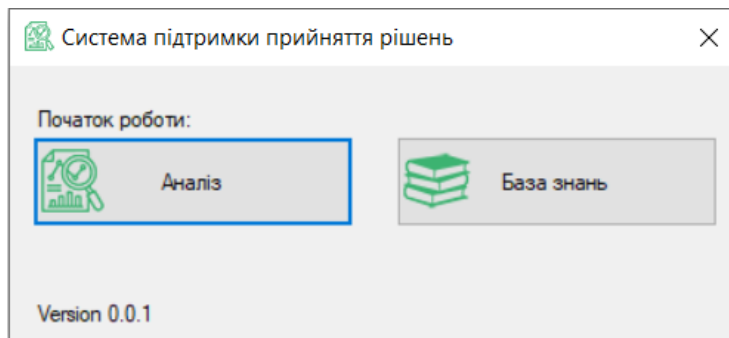 Система підтримки прийняття рішень
Початок роботи:
Аналіз
База знань
Version 0.0.1